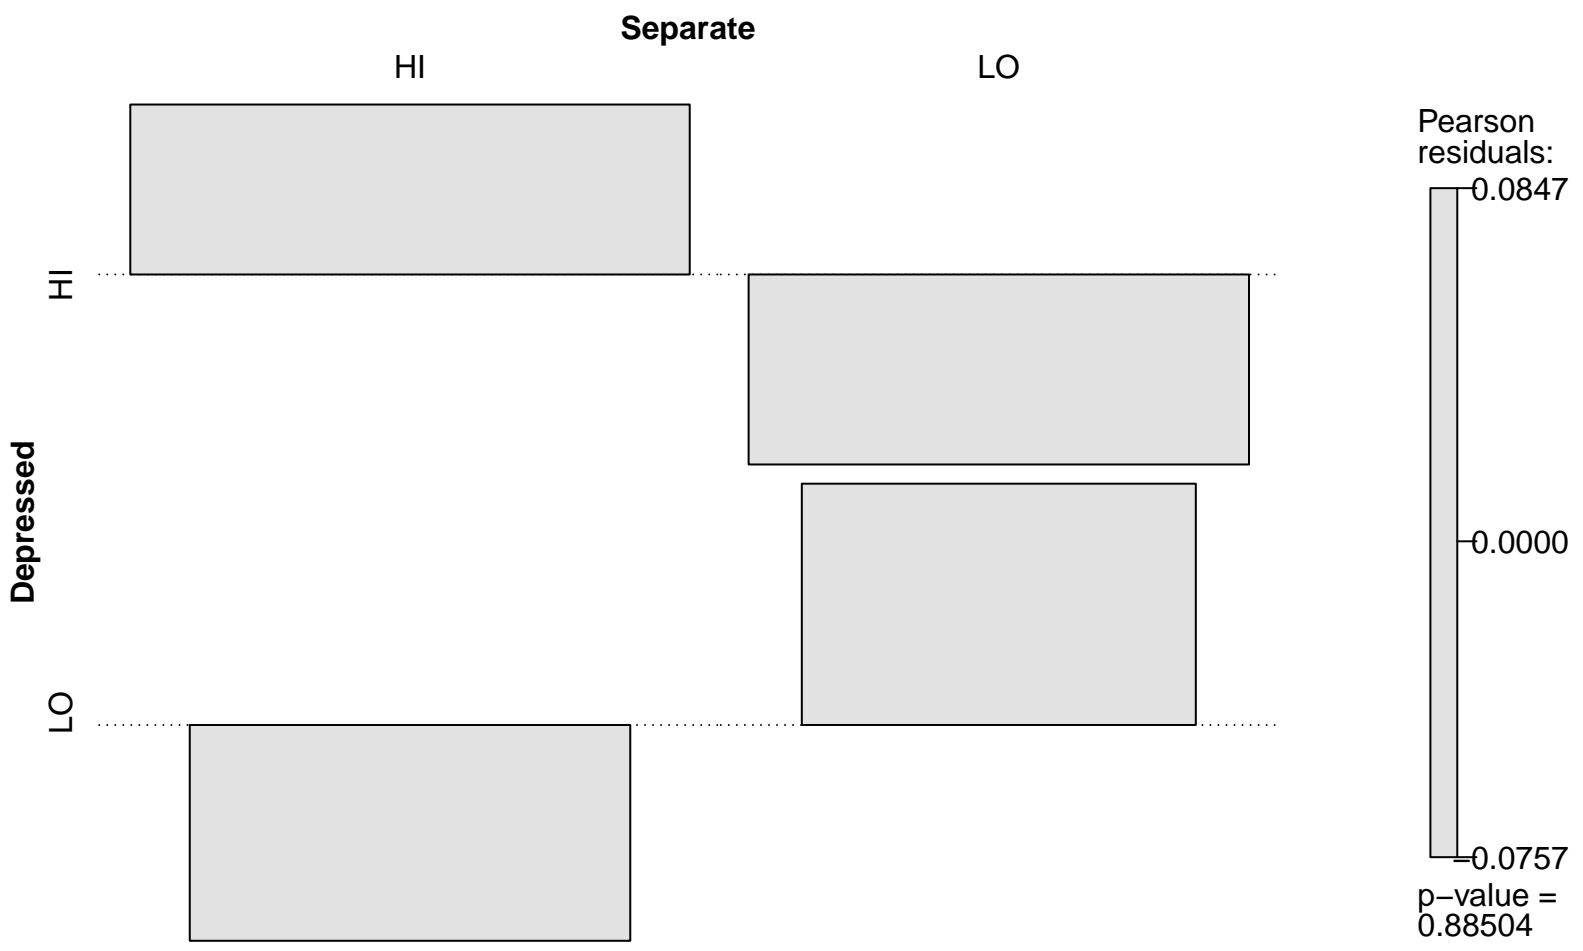 Separate
HI
LO
Depressed
HI
LO
Pearson
residuals:
0.0847
0.0000
−0.0757
p−value =
0.88504